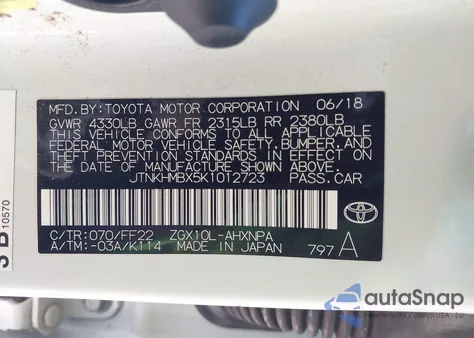 MFD.BY:TOYOTA MOTOR CORPORATION 06/18
GVWR 4330LB GAWR FR 2315LB RR 2380LB
THIS VEHICLE CONFORMS TO ALL APPLICABLE
FEDERAL MOTOR VEHICLE SAFETY,BUMPER,AND
THEFT PREVENTION STANDARDS IN EFFECT ON
THE DATE OF MANUFACTURE SHOWN ABOVE.
JTNKHMBX5K1012723 PASS.CAR
C/TR:070/FF22 ZGX10L-AHXNPA
A/TM:-03A/K114 MADE IN JAPAN 797 A
10570
autoSnap